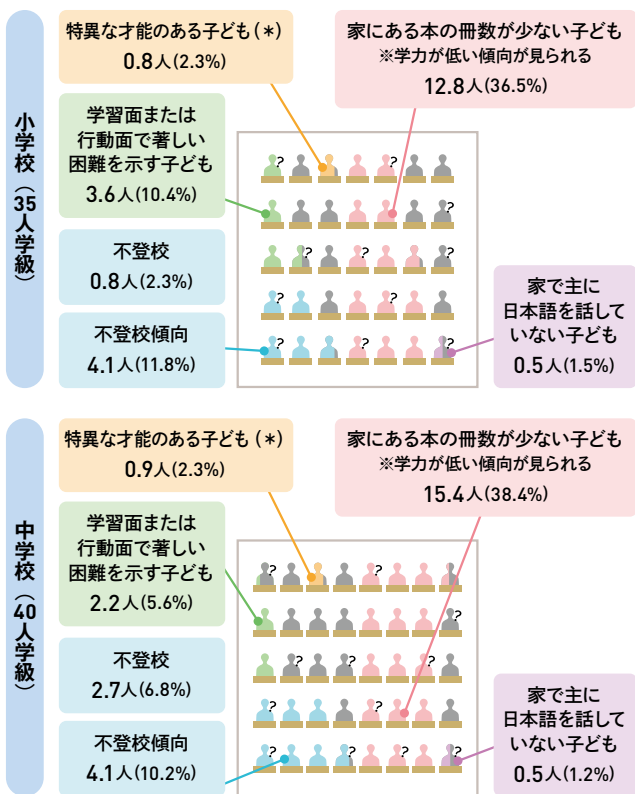 小学校（35人学級）
特異な才能のある子ども（＊）
0.8人(2.3%)
家にある本の冊数が少ない子ども
※学力が低い傾向が見られる
12.8人(36.5%)
学習面または
行動面で著しい
困難を示す子ども
3.6人(10.4%)
不登校
0.8人(2.3%)
不登校傾向
4.1人(11.8%)
家で主に
日本語を話して
いない子ども
0.5人(1.5%)
? ?
?
? ? ?
? ? ?
? ? ?
中学校（40人学級）
特異な才能のある子ども（＊）
0.9人(2.3%)
家にある本の冊数が少ない子ども
※学力が低い傾向が見られる
15.4人(38.4%)
学習面または
行動面で著しい
困難を示す子ども
2.2人(5.6%)
不登校
2.7人(6.8%)
不登校傾向
4.1人(10.2%)
家で主に
日本語を話して
いない子ども
0.5人(1.2%)
? ? ?
?
? ? ?
? ?
? ? ? ?